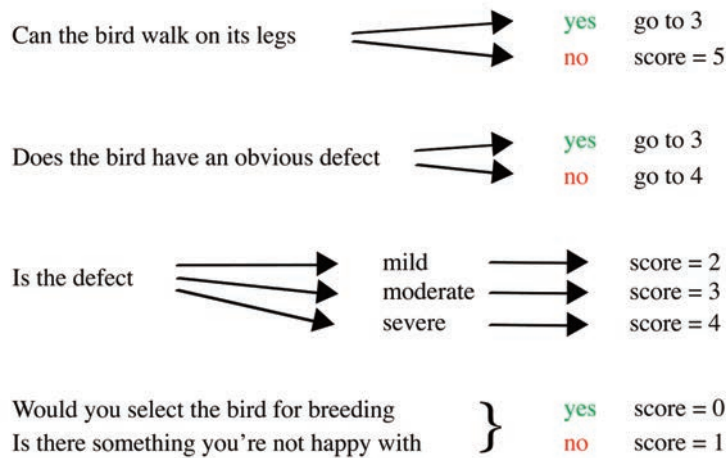 Can the bird walk on its legs yes go to 3
no score = 5
Does the bird have an obvious defect yes go to 3
no go to 4
Is the defect mild score = 2
moderate score = 3
severe score = 4
Would you select the bird for breeding yes score = 0
Is there something you're not happy with no score = 1